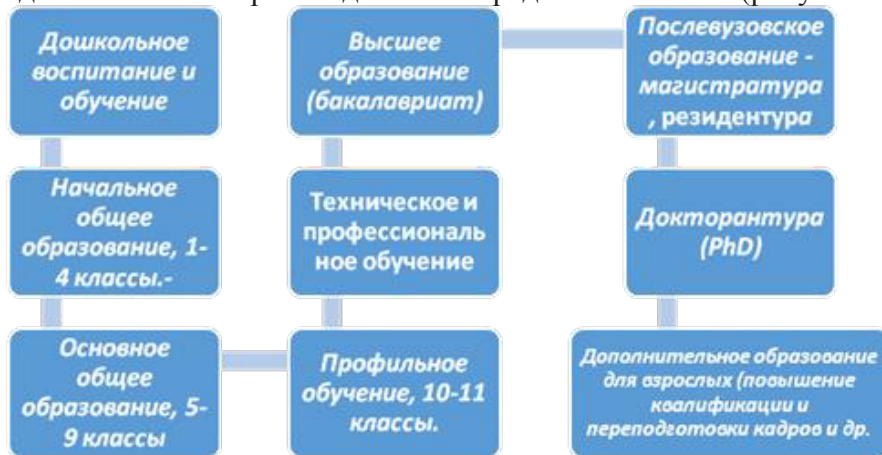 Дошкольное
воспитание и
обучение
Начальное
общее
образование, 1-
4 классы.-
Основное
общее
образование, 5-
9 классы
Профильное
обучение, 10-11
классы.
Техническое и
профессиональ
ное обучение
Высшее
образование
(бакалавриат)
Послевузовское
образование -
магистратура
, резидентура
Докторантура
(PhD)
Дополнительное образование
для взрослых (повышение
квалификации и
переподготовки кадров и др.